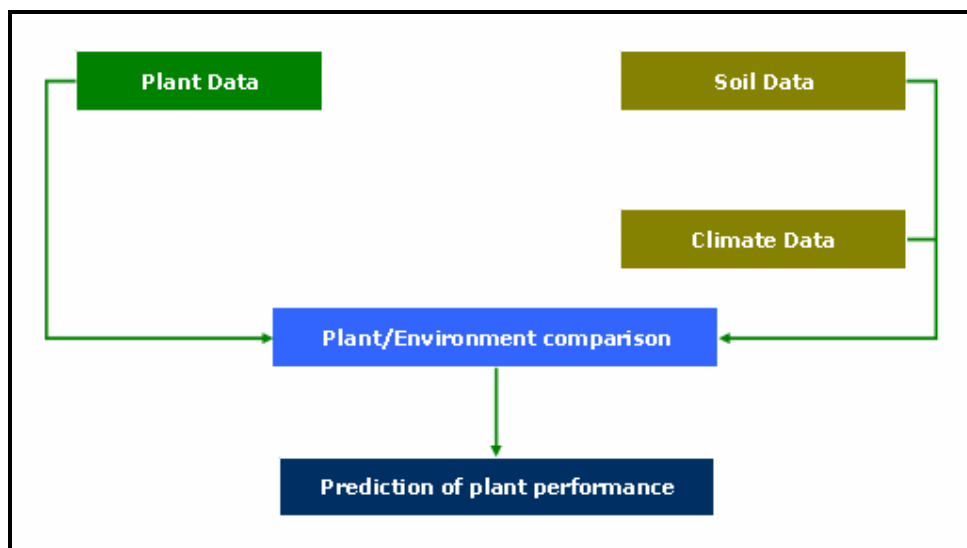 Plant Data
Soil Data
Climate Data
Plant/Environment comparison
Prediction of plant performance